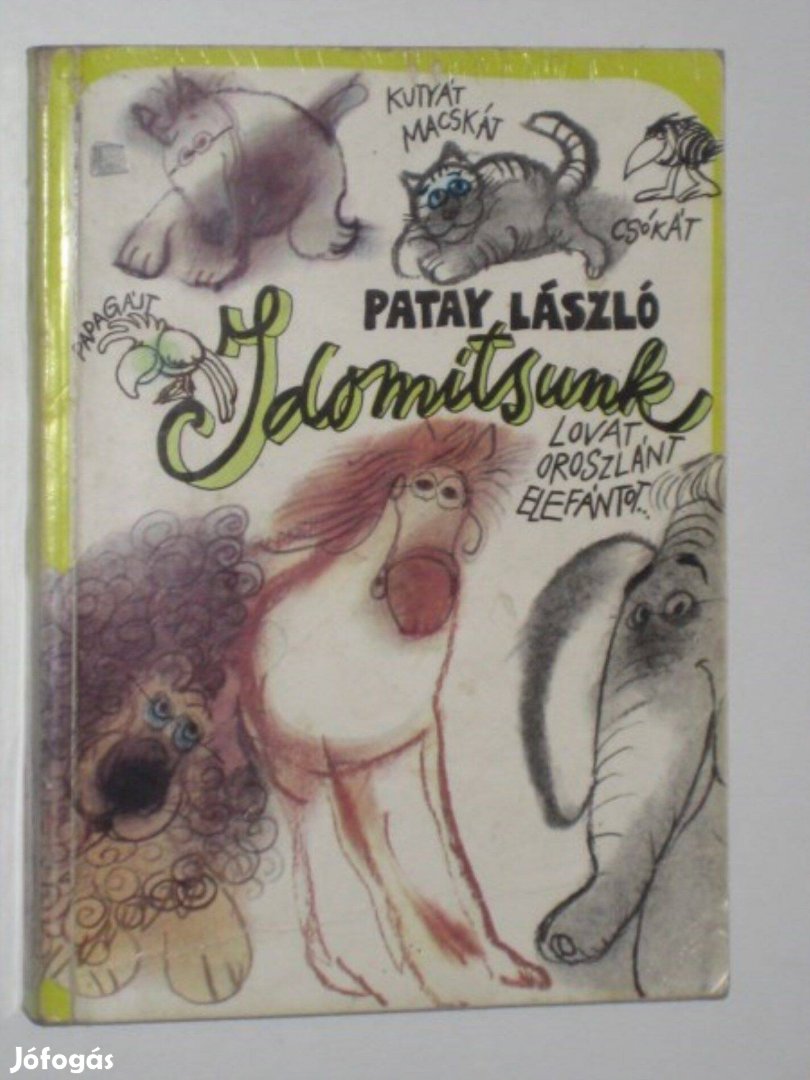 KUTYÁT
MACSKÁT
CSÓKÁT
PATAY LÁSZLÓ
PAPAGÁJT
Idomítsunk
LOVAT
OROSZLÁNT
ELEFÁNTOT...
Jófogás